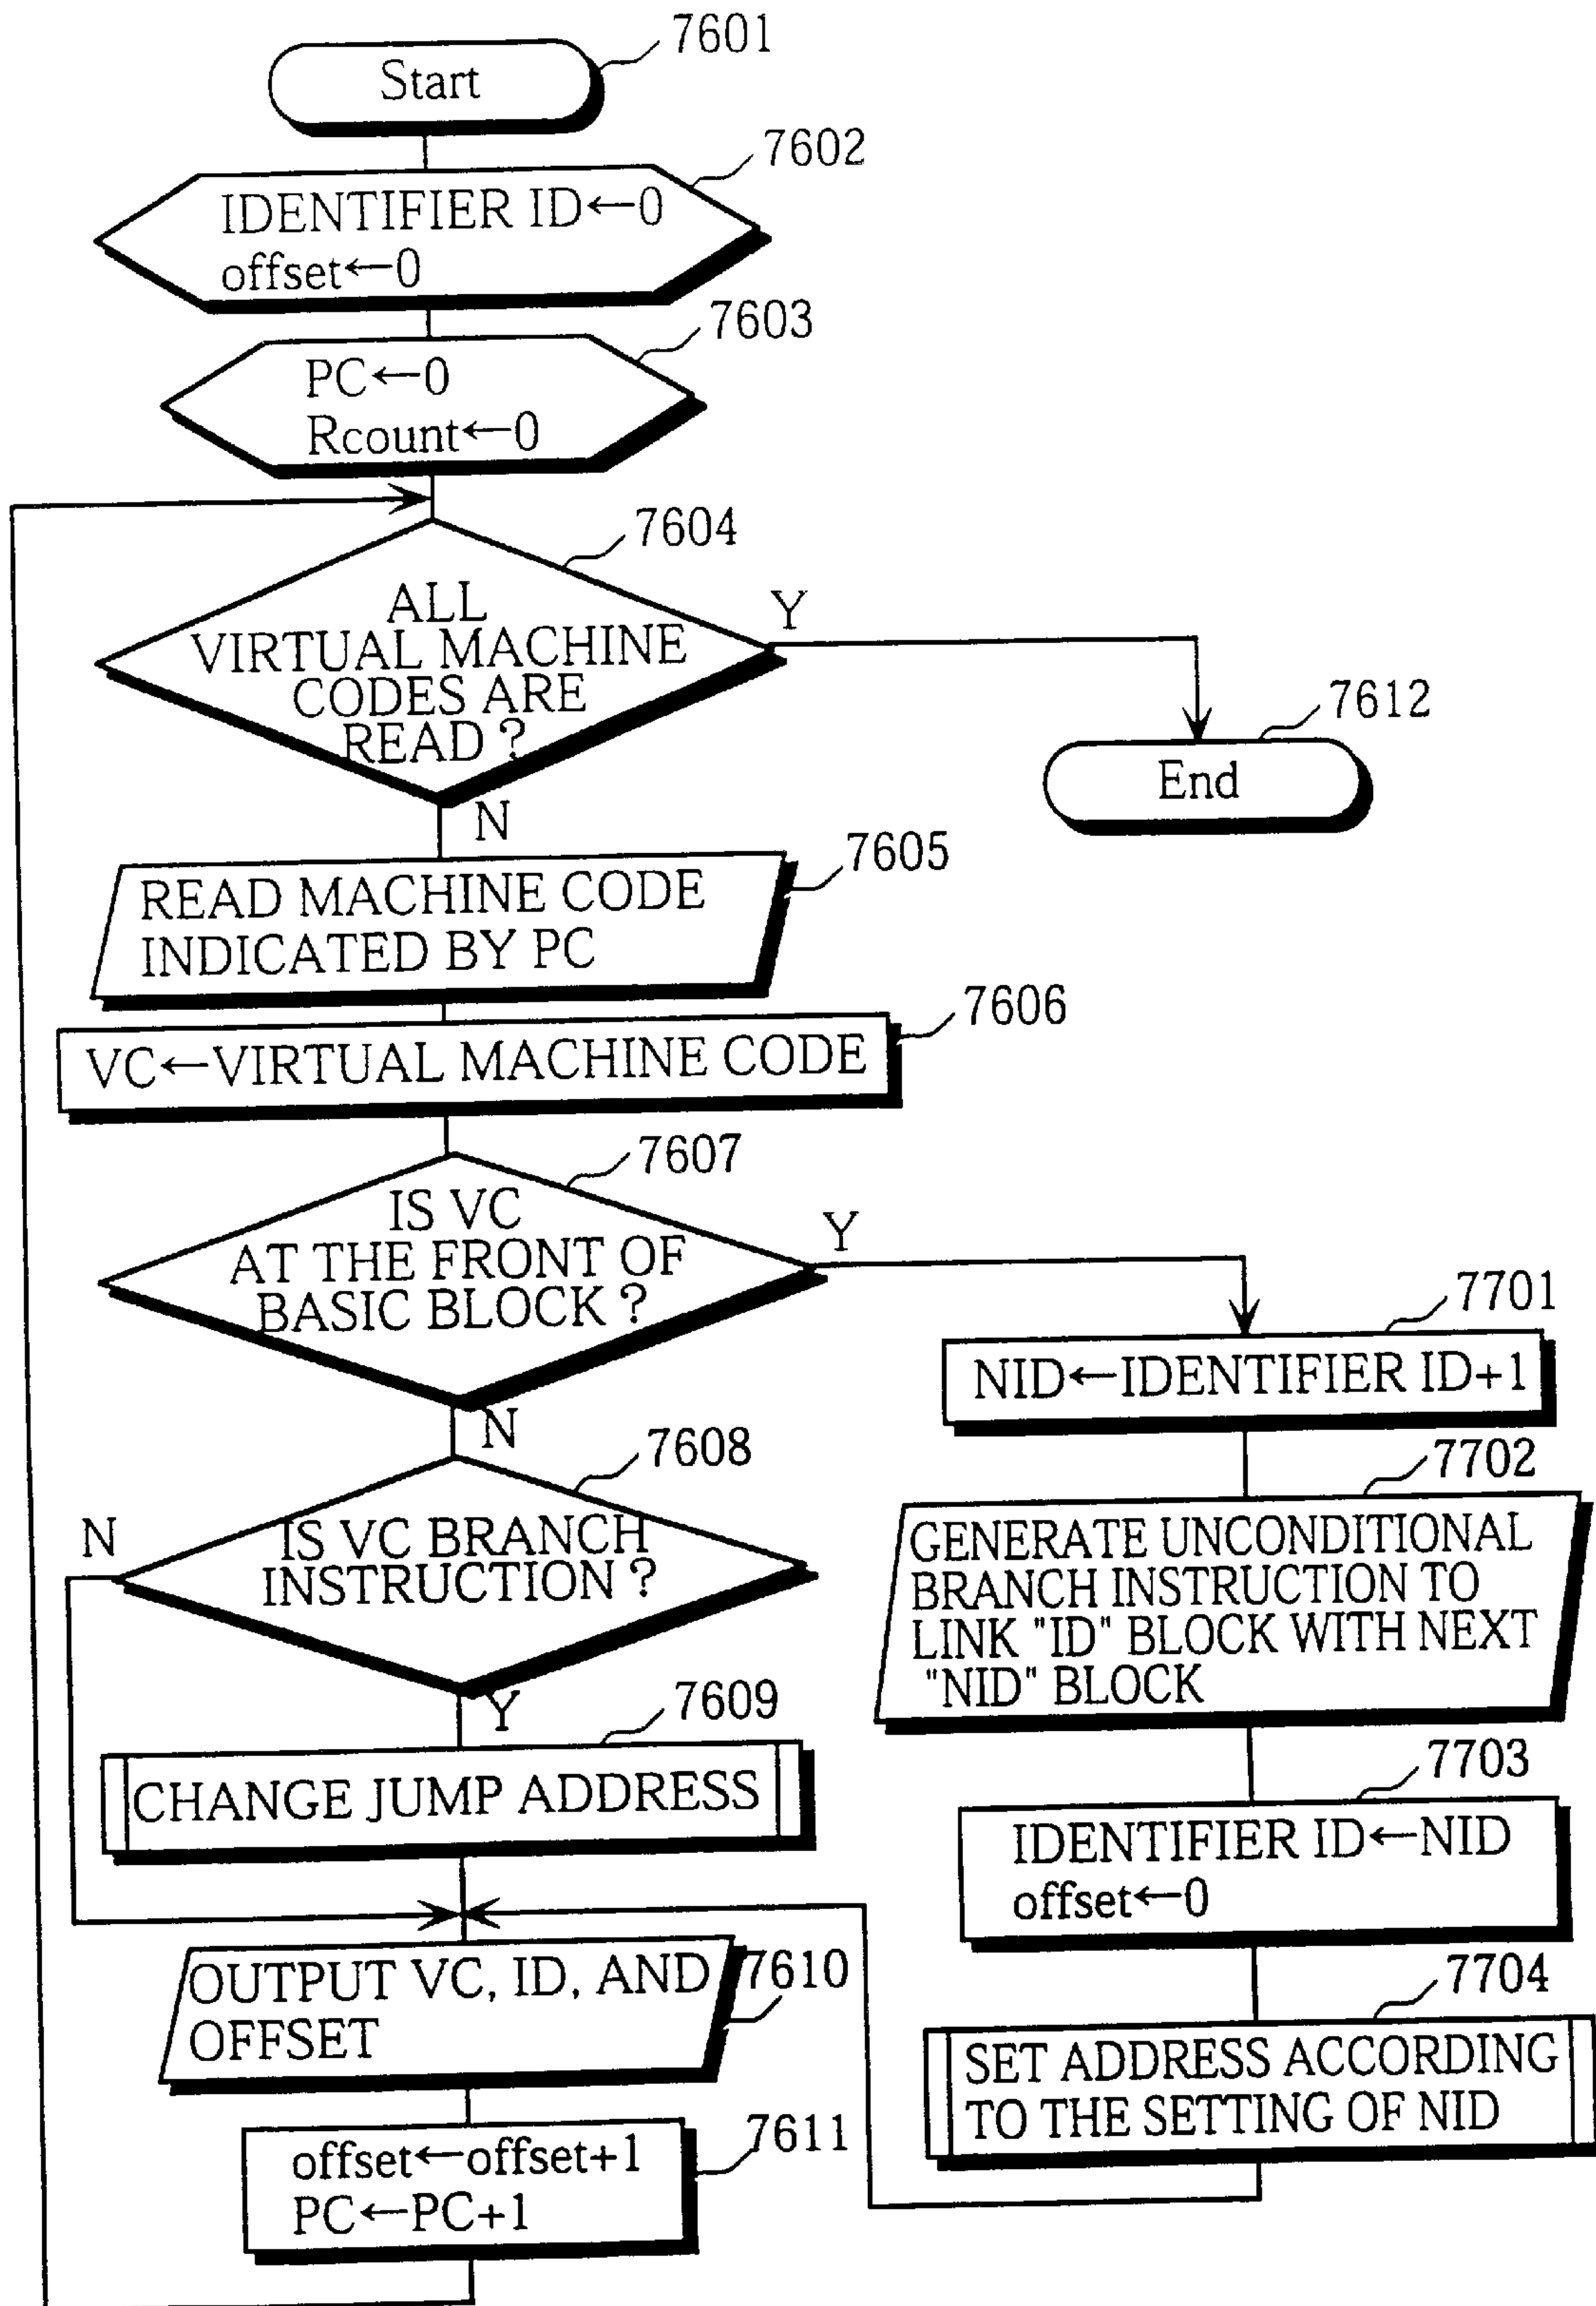 7601
Start
7602
IDENTIFIER ID←0
offset←0
7603
PC←0
Rcount←0
7604
ALL
VIRTUAL MACHINE
CODES ARE
READ ?
Y
7612
End
N
7605
READ MACHINE CODE
INDICATED BY PC
7606
VC←VIRTUAL MACHINE CODE
7607
IS VC
AT THE FRONT OF
BASIC BLOCK ?
Y
N
7608
IS VC BRANCH
INSTRUCTION ?
N
Y
7609
CHANGE JUMP ADDRESS
7701
NID←IDENTIFIER ID+1
7702
GENERATE UNCONDITIONAL
BRANCH INSTRUCTION TO
LINK "ID" BLOCK WITH NEXT
"NID" BLOCK
7703
IDENTIFIER ID←NID
offset←0
7704
SET ADDRESS ACCORDING
TO THE SETTING OF NID
7610
OUTPUT VC, ID, AND
OFFSET
7611
offset←offset+1
PC←PC+1